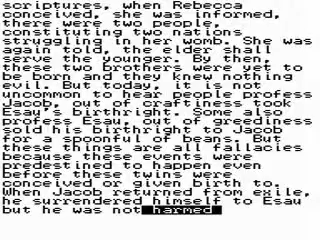 scriptures, when Rebecca
conceived, she was informed,
there were two people,
constituting two nations
struggling in her womb. She was
again told, the elder shall
serve the younger. By then,
these two brothers were yet to
be born and they knew nothing
evil. But today, it is not
uncommon to hear people profess
Jacob, out of craftiness took
Esau's birthright. Some also
profess Esau, out of greediness
sold his birthright to Jacob
for a spoonful of beans. But
these things are all fallacies
because these events were
predestined to happen even
before these twins were
conceived or given birth to.
When Jacob returned from exile,
he surrendered himself to Esau
but he was not harmed